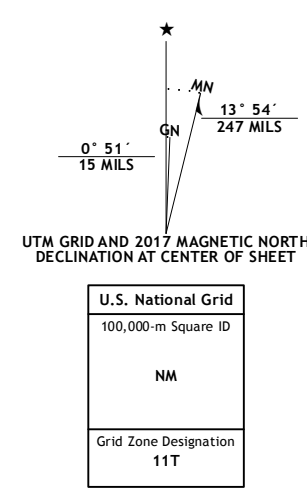 ★
MN
GN
13° 54´
247 MILS
0° 51´
15 MILS
UTM GRID AND 2017 MAGNETIC NORTH
DECLINATION AT CENTER OF SHEET
U.S. National Grid
100,000-m Square ID
NM
Grid Zone Designation
11T